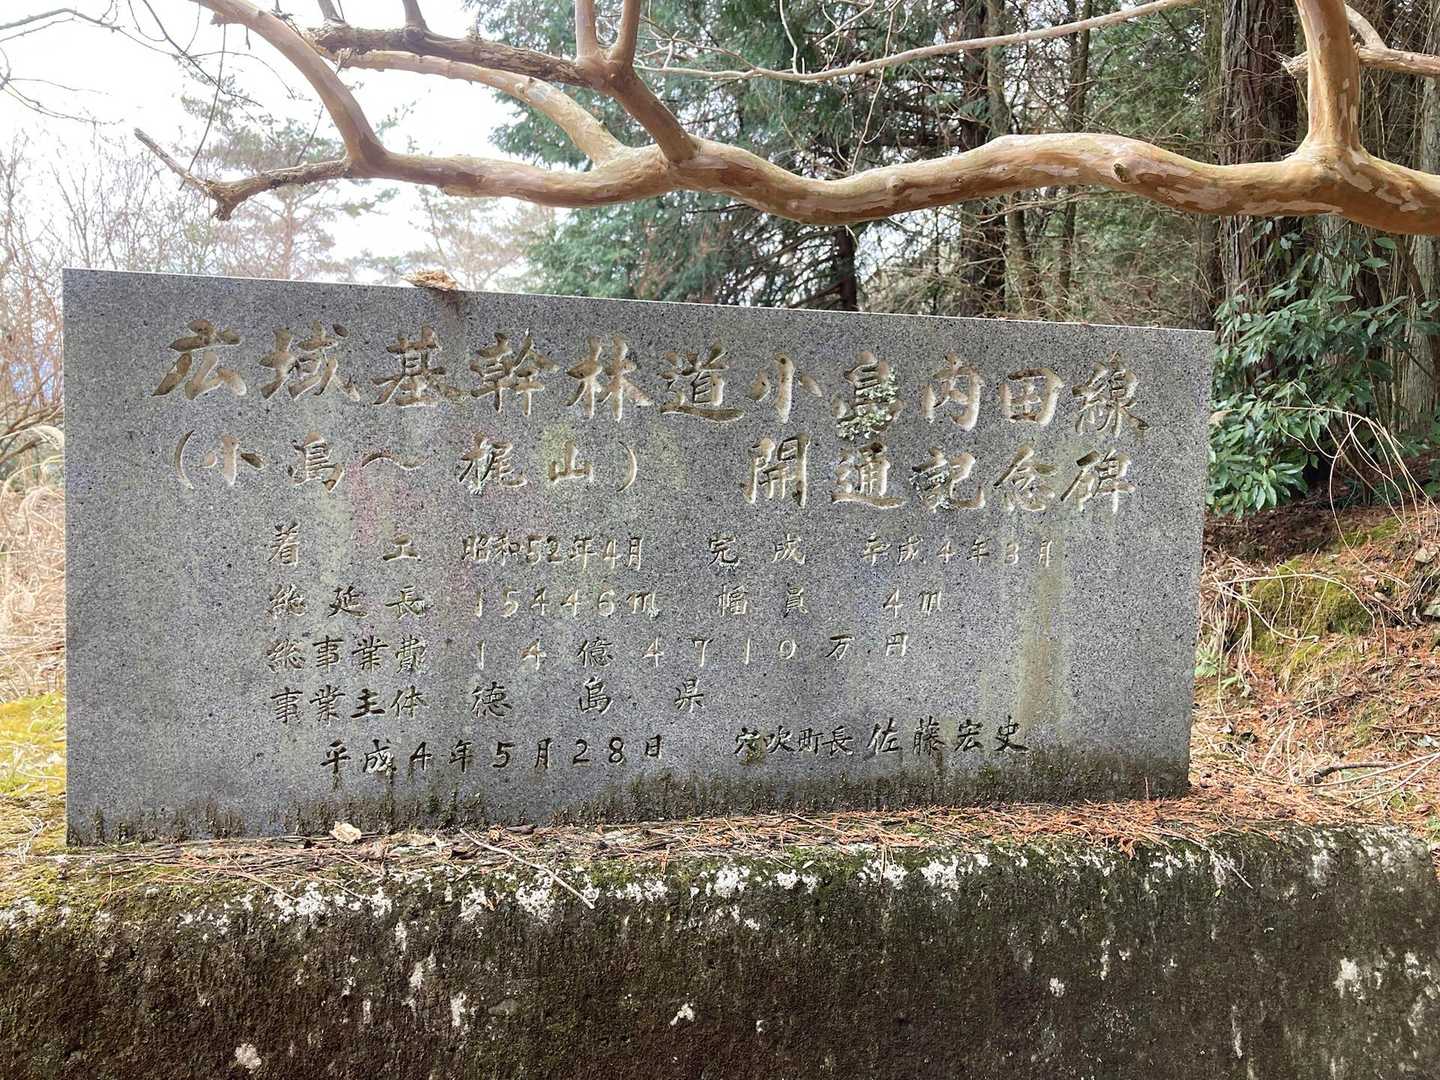 広域基幹林道小島内田線
(小島〜梶山) 開通記念碑
着工 昭和52年4月 完成 平成4年3月
総延長 15446m 幅員 4m
総事業費 14億4710万円
事業主体 徳島県
平成4年5月28日 穴吹町長 佐藤宏史